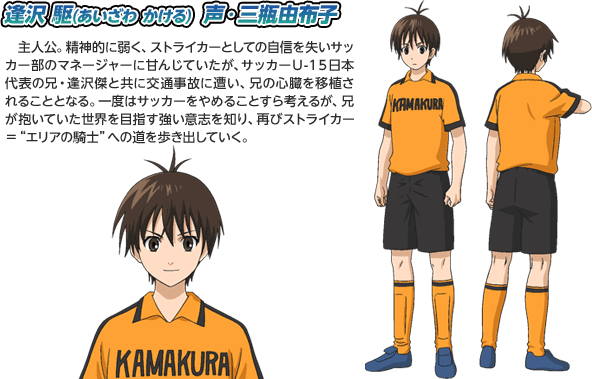 逢沢 駆(あいざわ かける) 声・三瓶由布子
主人公。精神的に弱く、ストライカーとしての自信を失いサッ
カー部のマネージャーに甘んじていたが、サッカーU-15日本
代表の兄・逢沢傑と共に交通事故に遭い、兄の心臓を移植さ
れることとなる。一度はサッカーをやめることすら考えるが、兄
が抱いていた世界を目指す強い意志を知り、再びストライカー
＝“エリアの騎士”への道を歩き出していく。
KAMAKURA
KAMAKURA